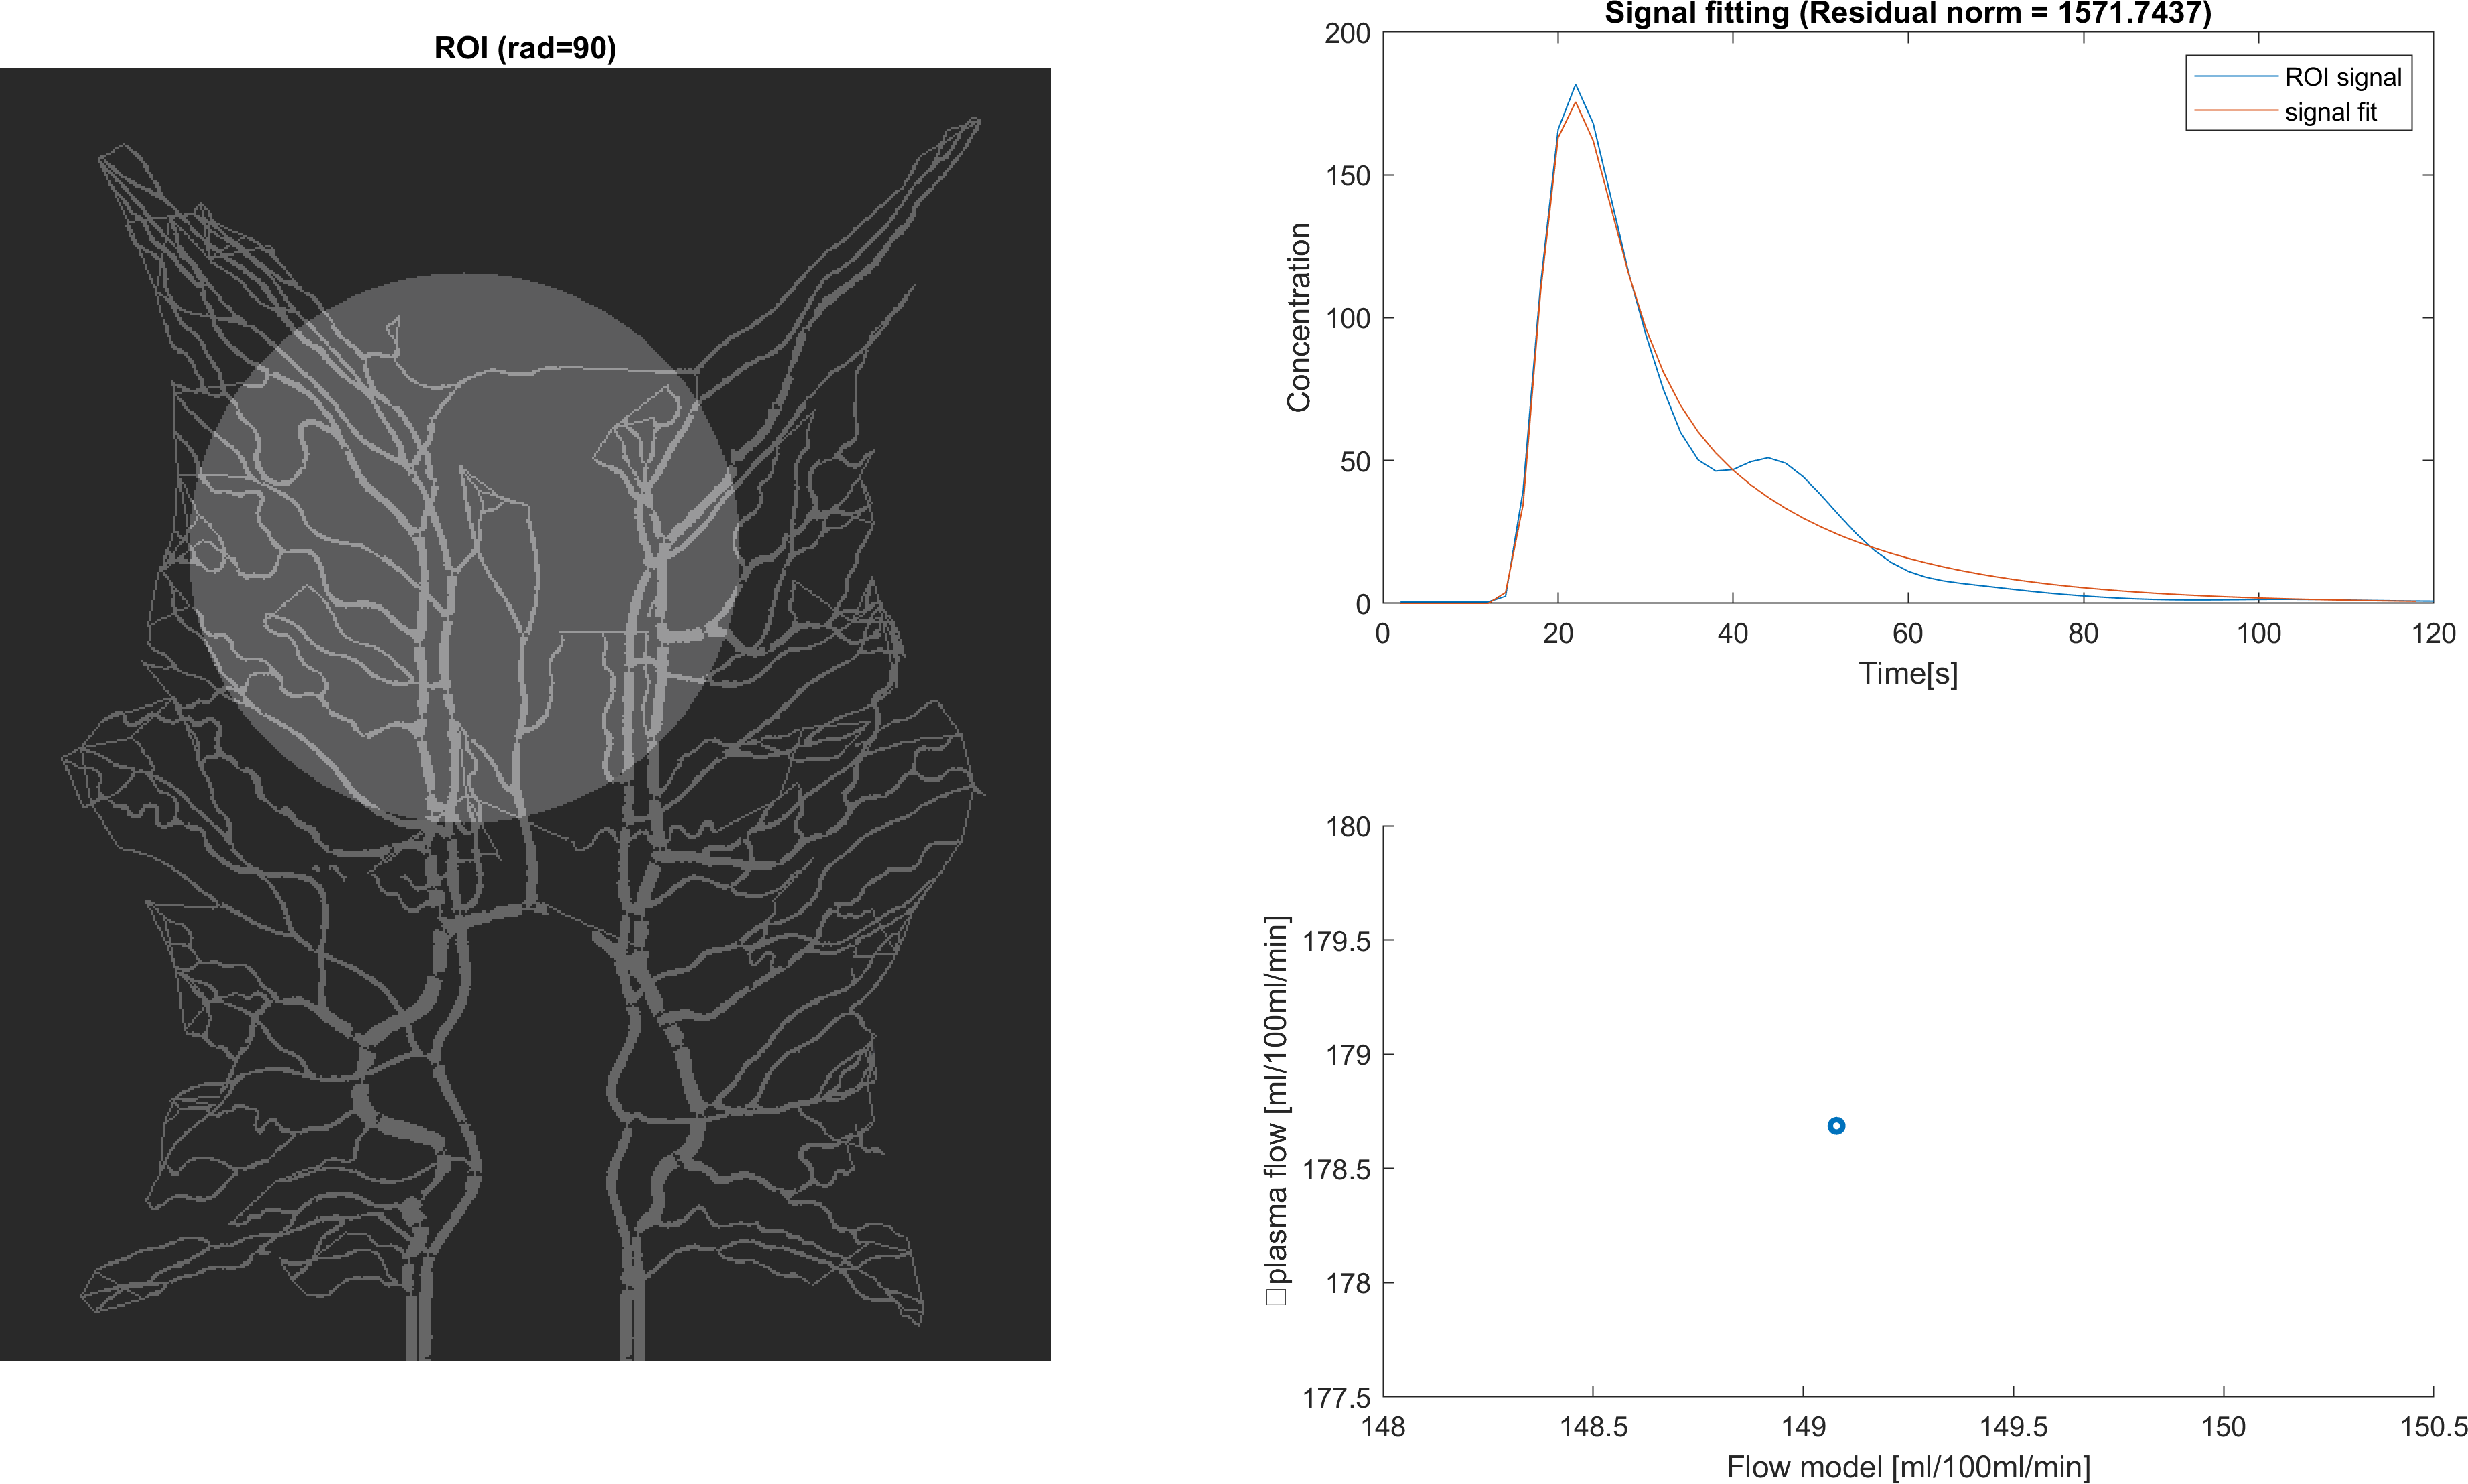 ROI (rad=90)
Signal fitting (Residual norm = 1571.7437)
200
150
100
50
0
Concentration
ROI signal
signal fit
0 20 40 60 80 100 120
Time[s]
180
179.5
179
178.5
178
177.5
□plasma flow [ml/100ml/min]
148 148.5 149 149.5 150 150.5
Flow model [ml/100ml/min]